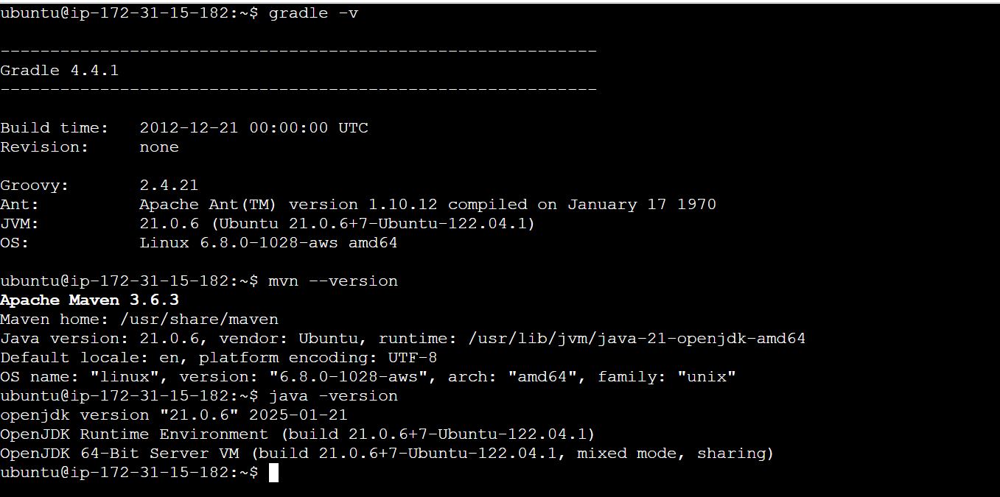 ubuntu@ip-172-31-15-182:~$ gradle -v
------------------------------------------------------------
Gradle 4.4.1
------------------------------------------------------------
Build time:   2012-12-21 00:00:00 UTC
Revision:     none
Groovy:       2.4.21
Ant:          Apache Ant(TM) version 1.10.12 compiled on January 17 1970
JVM:          21.0.6 (Ubuntu 21.0.6+7-Ubuntu-122.04.1)
OS:           Linux 6.8.0-1028-aws amd64
ubuntu@ip-172-31-15-182:~$ mvn --version
Apache Maven 3.6.3
Maven home: /usr/share/maven
Java version: 21.0.6, vendor: Ubuntu, runtime: /usr/lib/jvm/java-21-openjdk-amd64
Default locale: en, platform encoding: UTF-8
OS name: "linux", version: "6.8.0-1028-aws", arch: "amd64", family: "unix"
ubuntu@ip-172-31-15-182:~$ java -version
openjdk version "21.0.6" 2025-01-21
OpenJDK Runtime Environment (build 21.0.6+7-Ubuntu-122.04.1)
OpenJDK 64-Bit Server VM (build 21.0.6+7-Ubuntu-122.04.1, mixed mode, sharing)
ubuntu@ip-172-31-15-182:~$